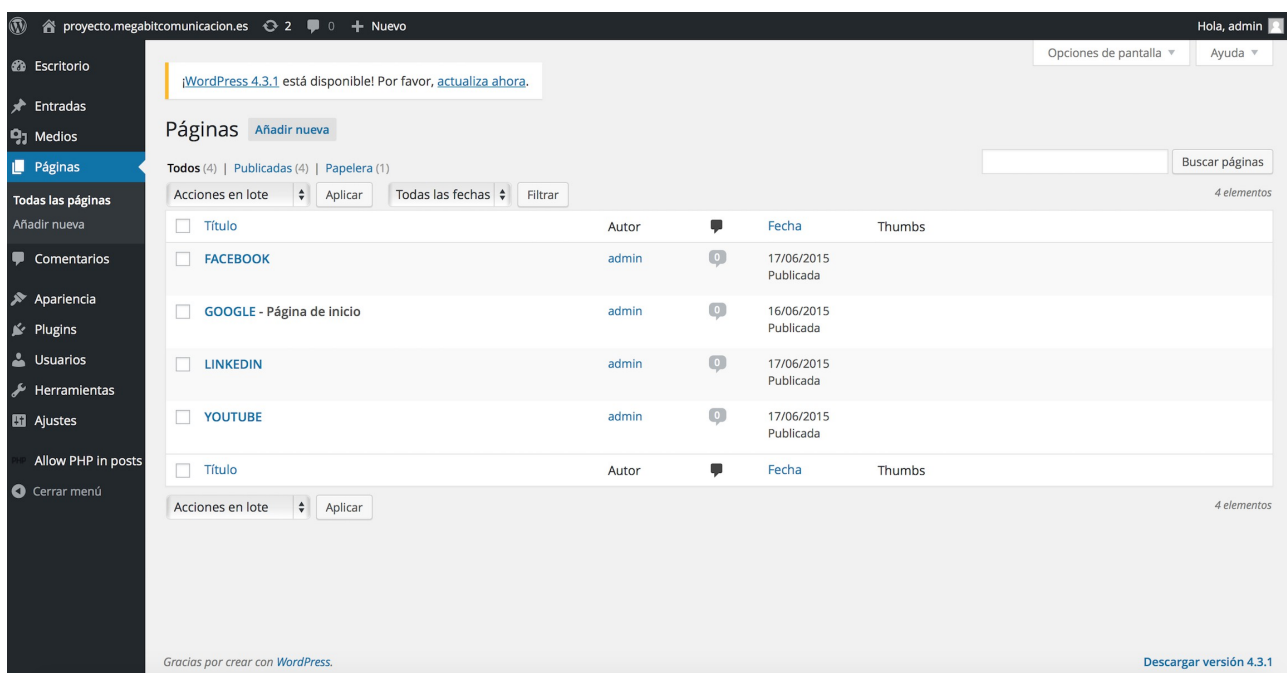 proyecto.megabitcomunicacion.es 2 0 + Nuevo Hola, admin
Opciones de pantalla Ayuda
Escritorio
Entradas
Medios
Páginas
Todas las páginas
Añadir nueva
Comentarios
Apariencia
Plugins
Usuarios
Herramientas
Ajustes
Allow PHP in posts
Cerrar menú
¡WordPress 4.3.1 está disponible! Por favor, actualiza ahora.
Páginas Añadir nueva
Todos (4) | Publicadas (4) | Papelera (1)
Buscar páginas
Acciones en lote Aplicar Todas las fechas Filtrar 4 elementos
Título Autor Fecha Thumbs
FACEBOOK admin 0 17/06/2015
Publicada
GOOGLE - Página de inicio admin 0 16/06/2015
Publicada
LINKEDIN admin 0 17/06/2015
Publicada
YOUTUBE admin 0 17/06/2015
Publicada
Título Autor Fecha Thumbs
Acciones en lote Aplicar 4 elementos
Gracias por crear con WordPress. Descargar versión 4.3.1